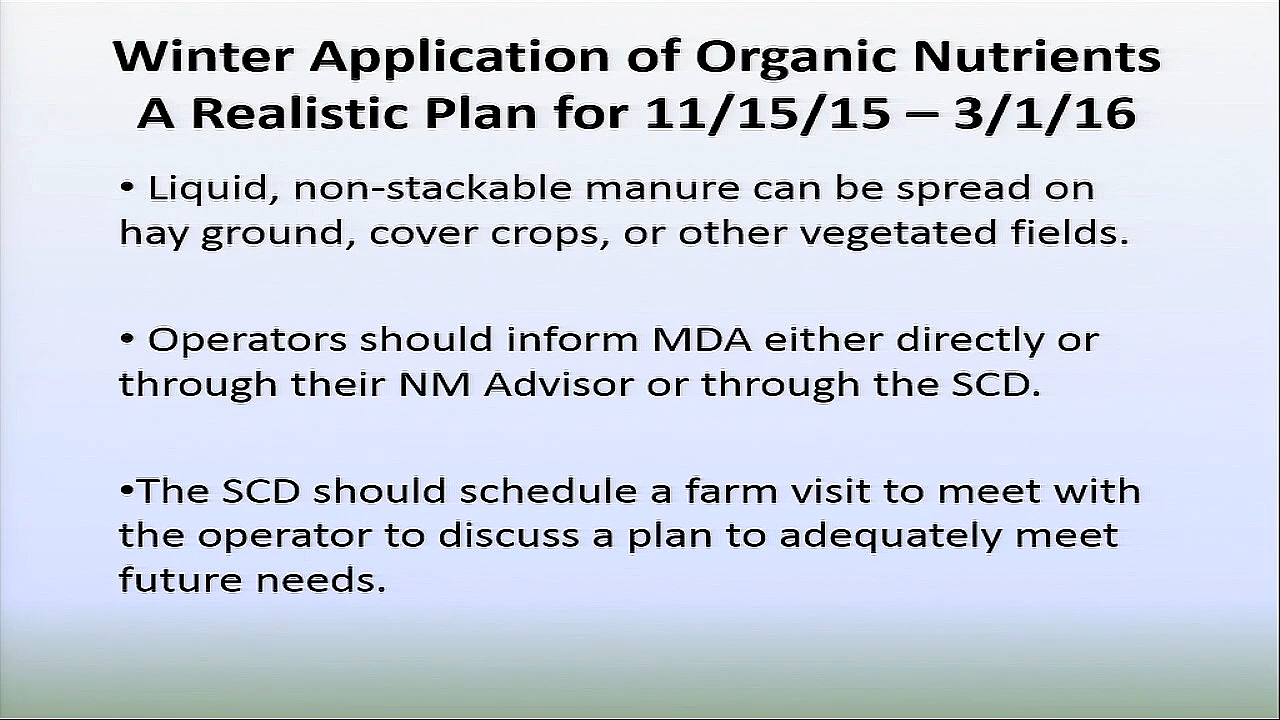 Winter Application of Organic Nutrients
A Realistic Plan for 11/15/15 – 3/1/16
• Liquid, non-stackable manure can be spread on
hay ground, cover crops, or other vegetated fields.
• Operators should inform MDA either directly or
through their NM Advisor or through the SCD.
•The SCD should schedule a farm visit to meet with
the operator to discuss a plan to adequately meet
future needs.